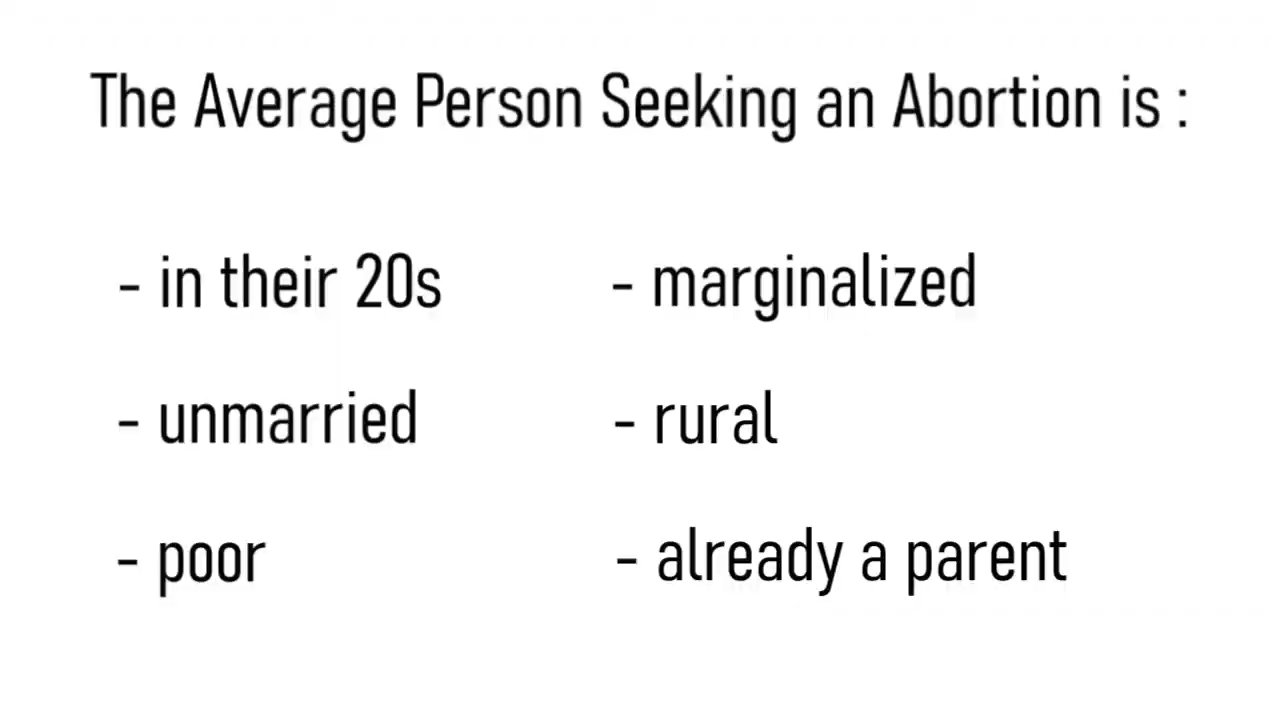 The Average Person Seeking an Abortion is :
- in their 20s
- unmarried
- poor
- marginalized
- rural
- already a parent